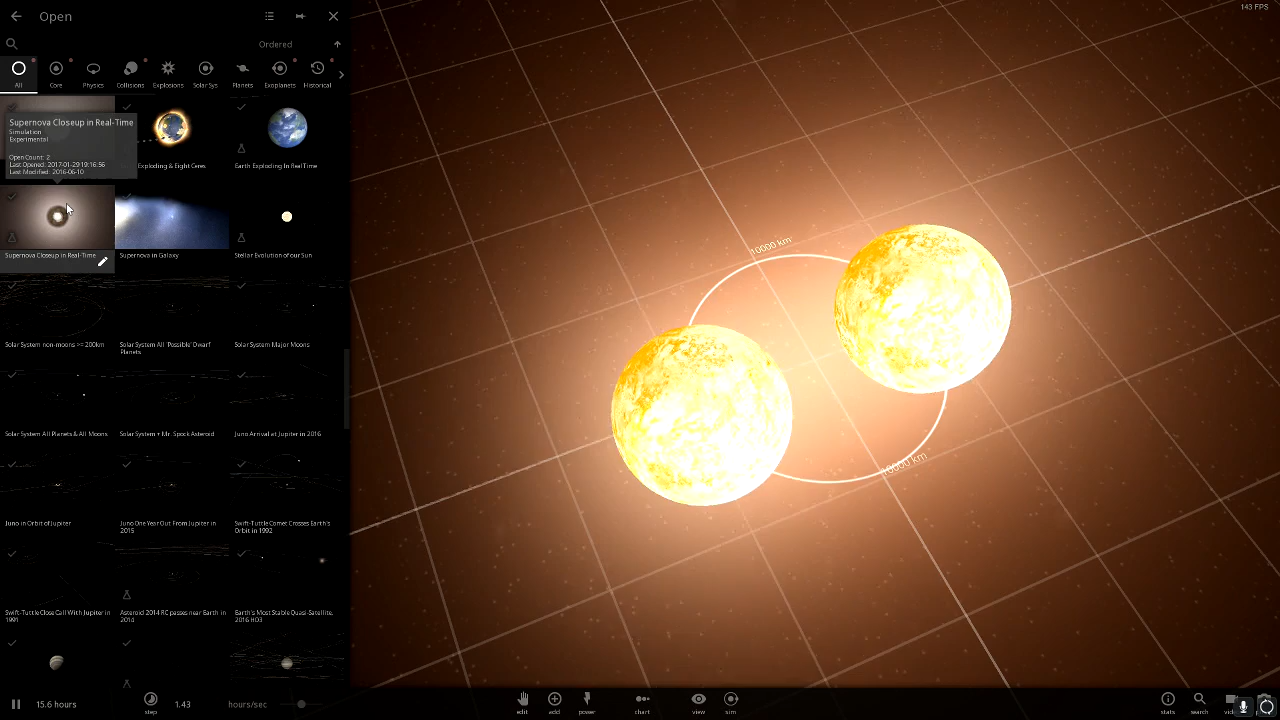 Open
143 FPS
Ordered
All
Core
Physics
Collisions
Explosions
Solar Sys
Planets
Exoplanets
Historical
Supernova Closeup in Real-Time
Simulation
Experimental
Open Count: 2
Last Opened: 2017-01-29 19:16:56
Last Modified: 2016-06-10
Exploding & Eight Ceres
Earth Exploding In Real Time
Supernova Closeup in Real-Time
Supernova in Galaxy
Stellar Evolution of our Sun
Solar System non-moons >= 200km
Solar System All 'Possible' Dwarf
Planets
Solar System Major Moons
Solar System All Planets & All Moons
Solar System + Mr. Spock Asteroid
Juno Arrival at Jupiter in 2016
Juno in Orbit of Jupiter
Juno One Year Out From Jupiter in
2015
Swift-Tuttle Comet Crosses Earth's
Orbit in 1992
Swift-Tuttle Close Call With Jupiter in
1991
Asteroid 2014 RC passes near Earth in
2014
Earth's Most Stable Quasi-Satellite,
2016 HO3
10000 km
10000 km
15.6 hours
step
1.43
hours/sec
edit
add
power
chart
view
sim
stats
search